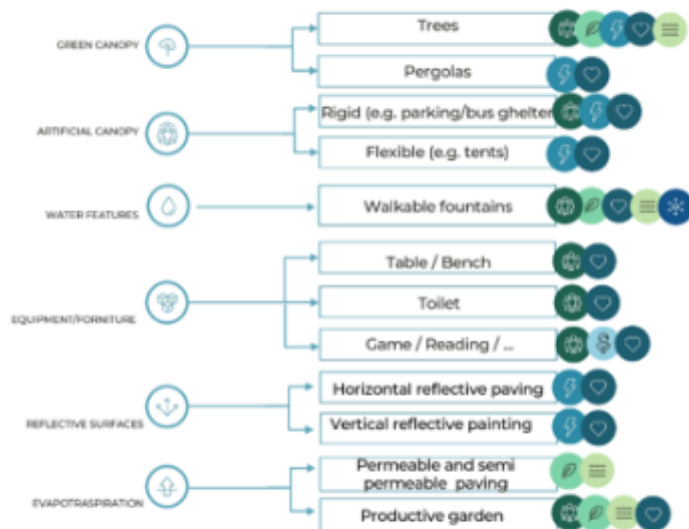 GREEN CANOPY
Trees
Pergolas
ARTIFICIAL CANOPY
Rigid (e.g. parking/bus ghelter
Flexible (e.g. tents)
WATER FEATURES
Walkable fountains
EQUIPMENT/FORNITURE
Table / Bench
Toilet
Game / Reading / ...
REFLECTIVE SURFACES
Horizontal reflective paving
Vertical reflective painting
EVAPOTRASPIRATION
Permeable and semi
permeable paving
Productive garden